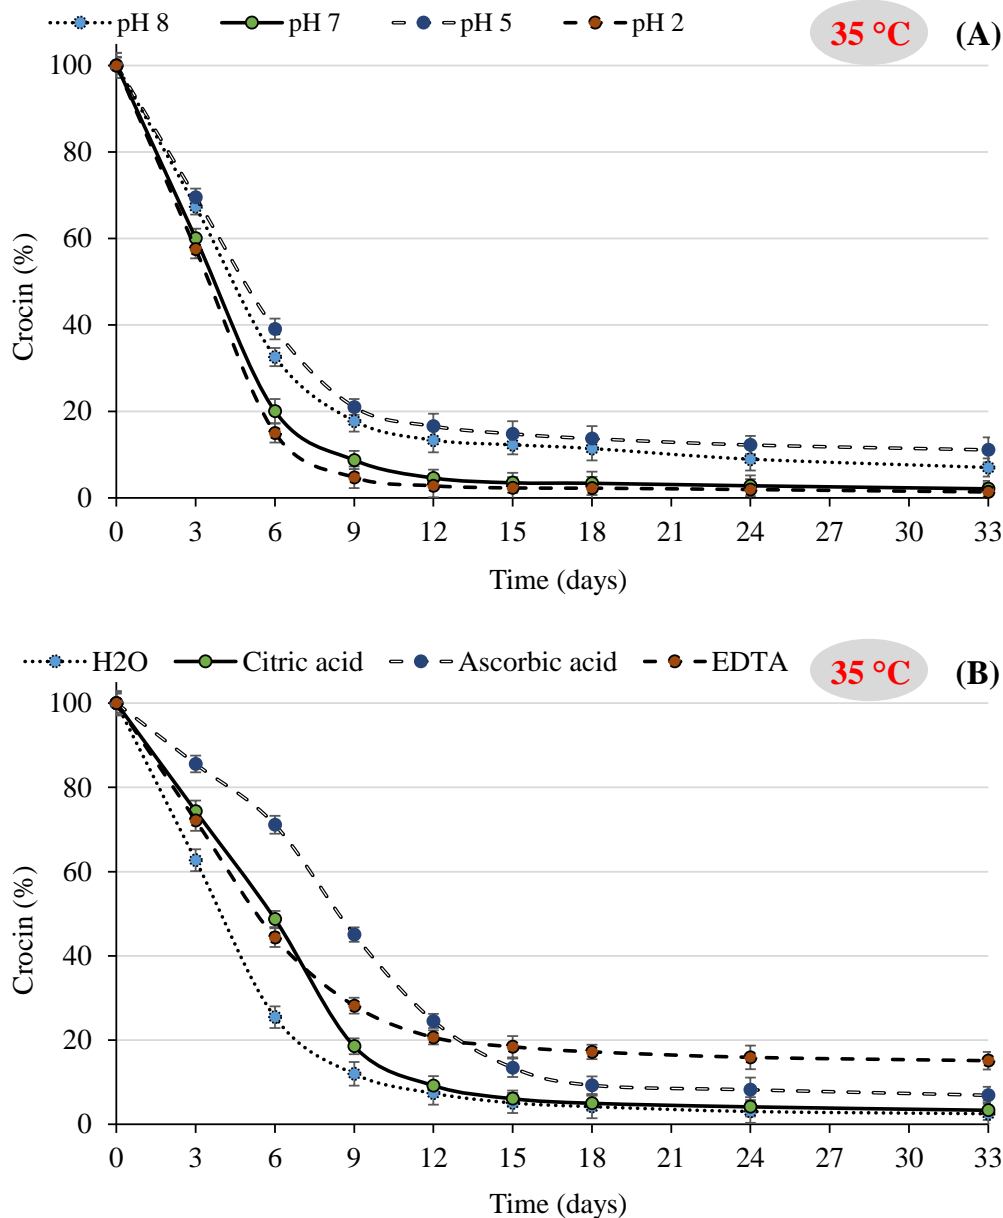 pH 8 pH 7 pH 5 pH 2
35 °C (A)
100
80
60
40
20
0
Crocin (%)
0 3 6 9 12 15 18 21 24 27 30 33
Time (days)
H2O Citric acid Ascorbic acid EDTA
35 °C (B)
100
80
60
40
20
0
Crocin (%)
0 3 6 9 12 15 18 21 24 27 30 33
Time (days)